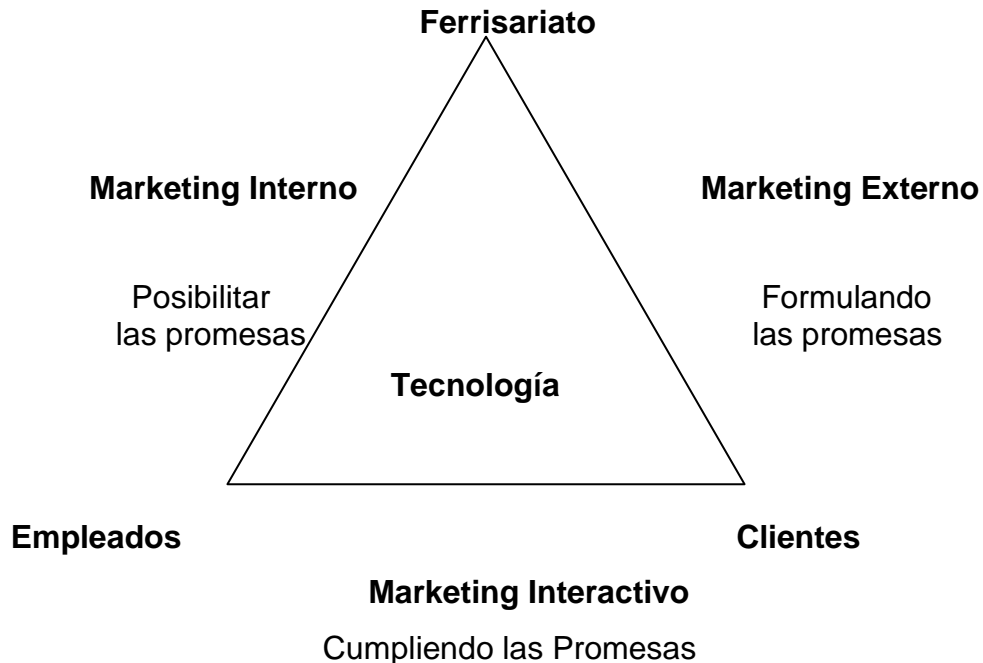 Ferrisariato
Marketing Interno
Marketing Externo
Posibilitar
las promesas
Formulando
las promesas
Tecnología
Empleados
Clientes
Marketing Interactivo
Cumpliendo las Promesas